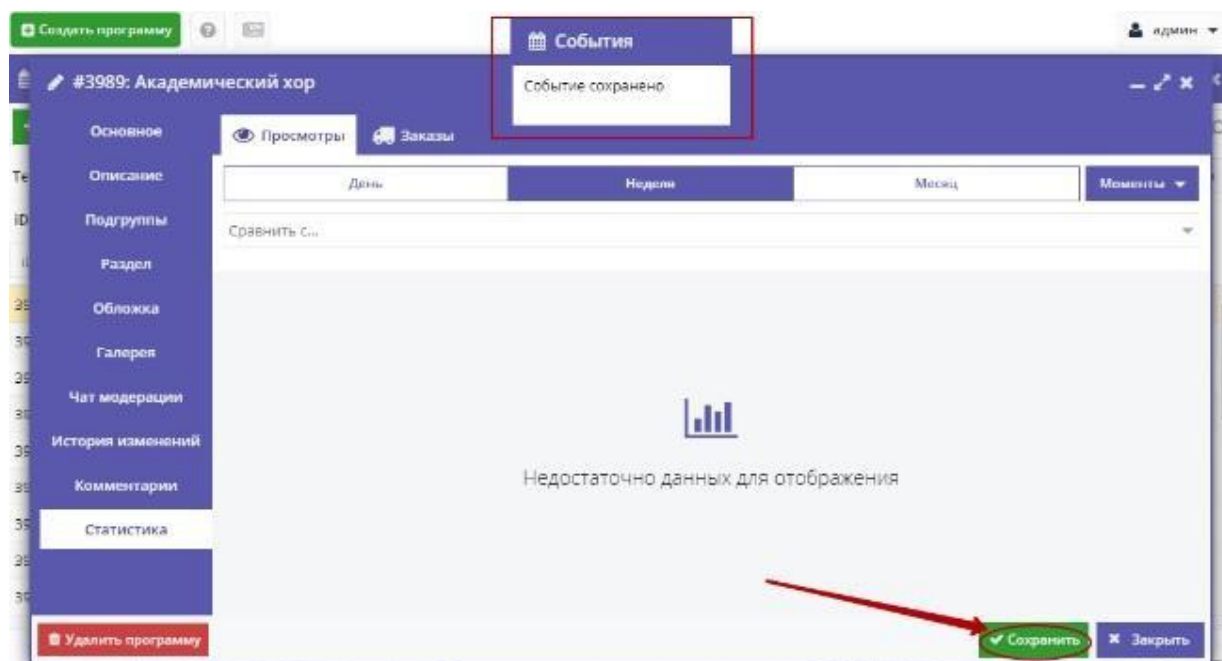 Создать программу
События
админ
#3989: Академический хор
Событие сохранено
Основное
Просмотры
Заказы
Описание
День
Неделя
Месяц
Моменты
Подгруппы
Сравнить с...
Раздел
Обложка
Галерея
Чат модерации
История изменений
Недостаточно данных для отображения
Комментарии
Статистика
Удалить программу
Сохранить
Закрыть